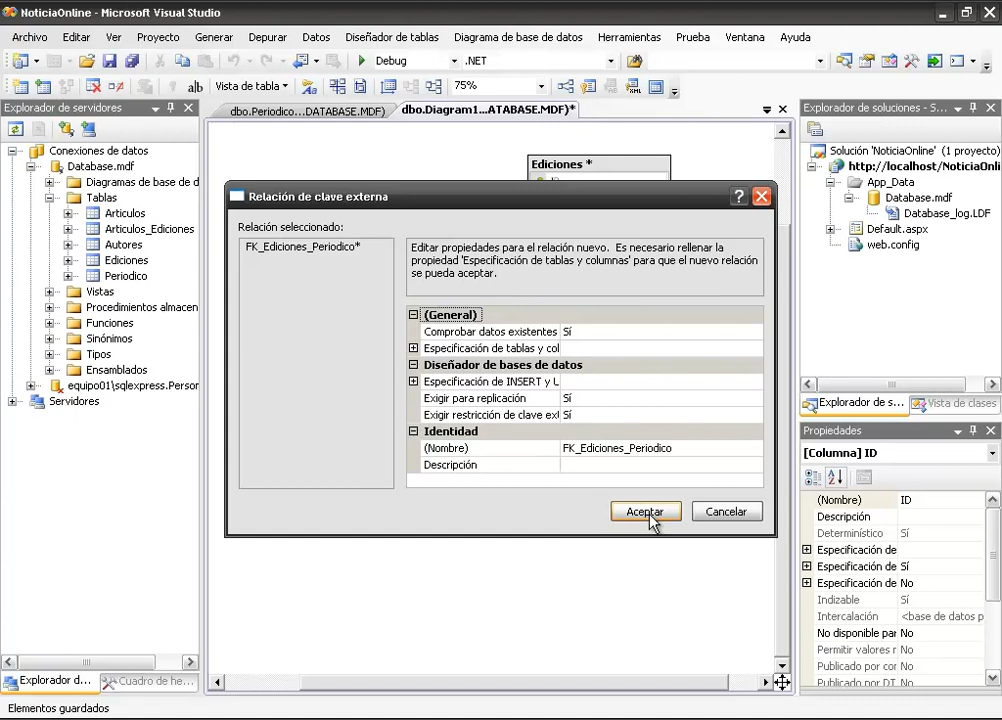 NoticiaOnline - Microsoft Visual Studio
Archivo Editar Ver Proyecto Generar Depurar Datos Diseñador de tablas Diagrama de base de datos Herramientas Prueba Ventana Ayuda
Debug .NET
Vista de tabla 75%
Explorador de servidores
Conexiones de datos
Database.mdf
Diagramas de base de d
Tablas
Articulos
Articulos_Ediciones
Autores
Ediciones
Periodico
Vistas
Procedimientos almacen
Funciones
Sinónimos
Tipos
Ensamblados
equipo01\sqlexpress.Person
Servidores
Explorador d... Cuadro de he...
dbo.Periodico...DATABASE.MDF) dbo.Diagram1...ATABASE.MDF)*
Ediciones *
Relación de clave externa
Relación seleccionado:
FK_Ediciones_Periodico*
Editar propiedades para el relación nuevo. Es necesario rellenar la
propiedad 'Especificación de tablas y columnas' para que el nuevo relación
se pueda aceptar.
(General)
Comprobar datos existentes Sí
Especificación de tablas y col
Diseñador de bases de datos
Especificación de INSERT y U
Exigir para replicación Sí
Exigir restricción de clave ext Sí
Identidad
(Nombre) FK_Ediciones_Periodico
Descripción
Aceptar Cancelar
Explorador de soluciones - S...
Solución 'NoticiaOnline' (1 proyecto)
http://localhost/NoticiaOnli
App_Data
Database.mdf
Database_log.LDF
Default.aspx
web.config
Explorador de s... Vista de clases
Propiedades
[Columna] ID
(Nombre) ID
Descripción
Determinístico Sí
Especificación de
Especificación de Sí
Especificación de No
Indizable Sí
Intercalación <base de datos p
No disponible par No
Permitir valores r No
Publicado por cor No
Publicado por DT No
Elementos guardados